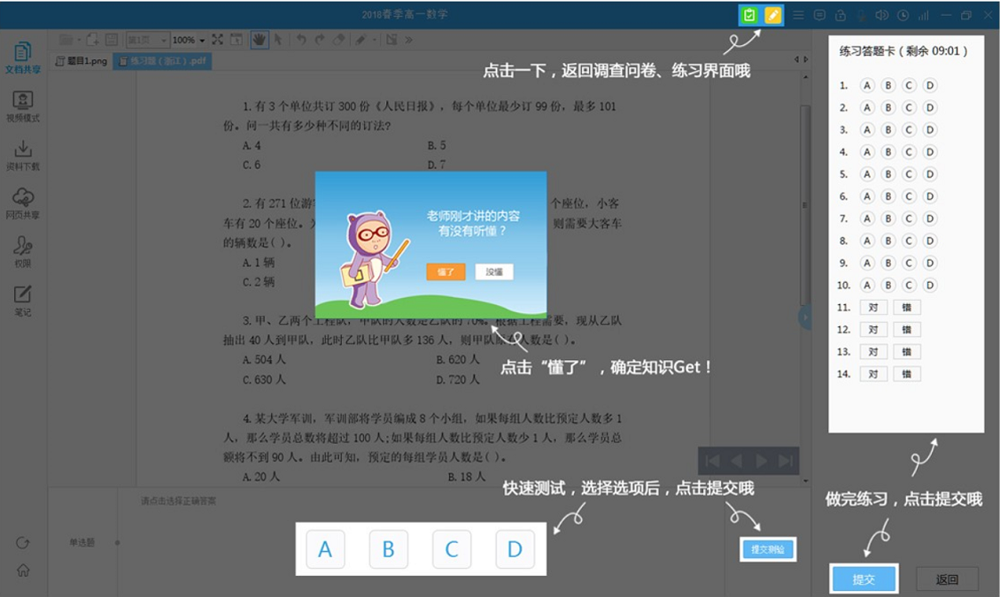 2018春季高一数学
第1页 100%
文档共享
视频模式
资料下载
网页共享
权限
笔记
题目1.png 练习题（浙江）.pdf
点击一下，返回调查问卷、练习界面哦
1. 有 3 个单位共订 300 份《人民日报》，每个单位最少订 99 份，最多 101
份。问一共有多少种不同的订法?
A. 4 B. 5
C. 6 D. 7
2. 有 271 位游 个座位，小客
车有 20 个座位。 则需要大客车
的辆数是( )。
A. 1 辆
C. 2 辆
老师刚才讲的内容
有没有听懂？
懂了 没懂
3. 甲、乙两个工程队，甲队的人数是乙队的 70%。根据工程需要，现从乙队
抽出 40 人到甲队，此时乙队比甲队多 136 人，则甲队原有人数是( )。
A. 504 人 B. 620 人
C. 630 人 D. 720 人
点击“懂了”，确定知识Get！
4. 某大学军训，军训部将学员编成 8 个小组，如果每组人数比预定人数多 1
人，那么学员总数将超过 100 人;如果每组人数比预定人数少 1 人，那么学员总
额将不到 90 人。由此可知，预定的每组学员人数是( )。
A. 20 人 B. 18 人
快速测试，选择选项后，点击提交哦
请点击选择正确答案
单选题
A B C D
提交测验
练习答题卡（剩余 09:01）
1. A B C D
2. A B C D
3. A B C D
4. A B C D
5. A B C D
6. A B C D
7. A B C D
8. A B C D
9. A B C D
10. A B C D
11. 对 错
12. 对 错
13. 对 错
14. 对 错
做完练习，点击提交哦
提交 返回